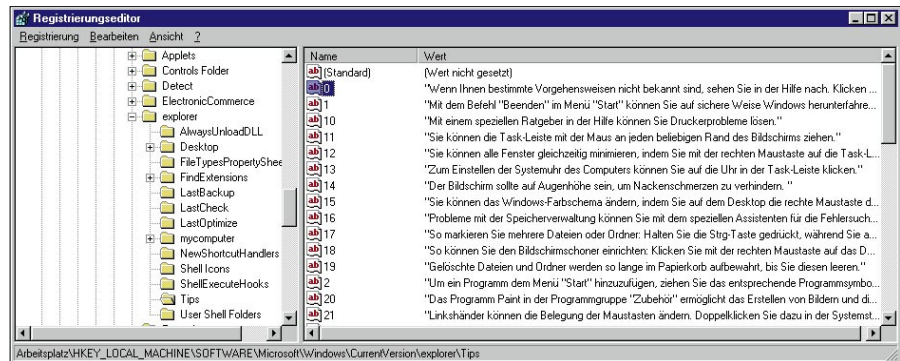 Registrierungseditor
Registrierung Bearbeiten Ansicht ?
Applets
Controls Folder
Detect
ElectronicCommerce
explorer
AlwaysUnloadDLL
Desktop
FileTypesPropertyShee
FindExtensions
LastBackup
LastCheck
LastOptimize
mycomputer
NewShortcutHandlers
Shell Icons
ShellExecuteHooks
Tips
User Shell Folders
Name Wert
(Standard) (Wert nicht gesetzt)
0 "Wenn Ihnen bestimmte Vorgehensweisen nicht bekannt sind, sehen Sie in der Hilfe nach. Klicken ...
1 "Mit dem Befehl "Beenden" im Menü "Start" können Sie auf sichere Weise Windows herunterfahre...
10 "Mit einem speziellen Ratgeber in der Hilfe können Sie Druckerprobleme lösen."
11 "Sie können die Task-Leiste mit der Maus an jeden beliebigen Rand des Bildschirms ziehen."
12 "Sie können alle Fenster gleichzeitig minimieren, indem Sie mit der rechten Maustaste auf die Task-L...
13 "Zum Einstellen der Systemuhr des Computers können Sie auf die Uhr in der Task-Leiste klicken."
14 "Der Bildschirm sollte auf Augenhöhe sein, um Nackenschmerzen zu verhindern. "
15 "Sie können das Windows-Farbschema ändern, indem Sie auf dem Desktop die rechte Maustaste d...
16 "Probleme mit der Speicherverwaltung können Sie mit dem speziellen Assistenten für die Fehlersuch...
17 "So markieren Sie mehrere Dateien oder Ordner: Halten Sie die Strg-Taste gedrückt, während Sie a...
18 "So können Sie den Bildschirmschoner einrichten: Klicken Sie mit der rechten Maustaste auf das D...
19 "Gelöschte Dateien und Ordner werden so lange im Papierkorb aufbewahrt, bis Sie diesen leeren."
2 "Um ein Programm dem Menü "Start" hinzuzufügen, ziehen Sie das entsprechende Programmsymbo...
20 "Das Programm Paint in der Programmgruppe "Zubehör" ermöglicht das Erstellen von Bildern und di...
21 "Linkshänder können die Belegung der Maustasten ändern. Doppelklicken Sie dazu in der Systemst...
Arbeitsplatz\HKEY_LOCAL_MACHINE\SOFTWARE\Microsoft\Windows\CurrentVersion\explorer\Tips